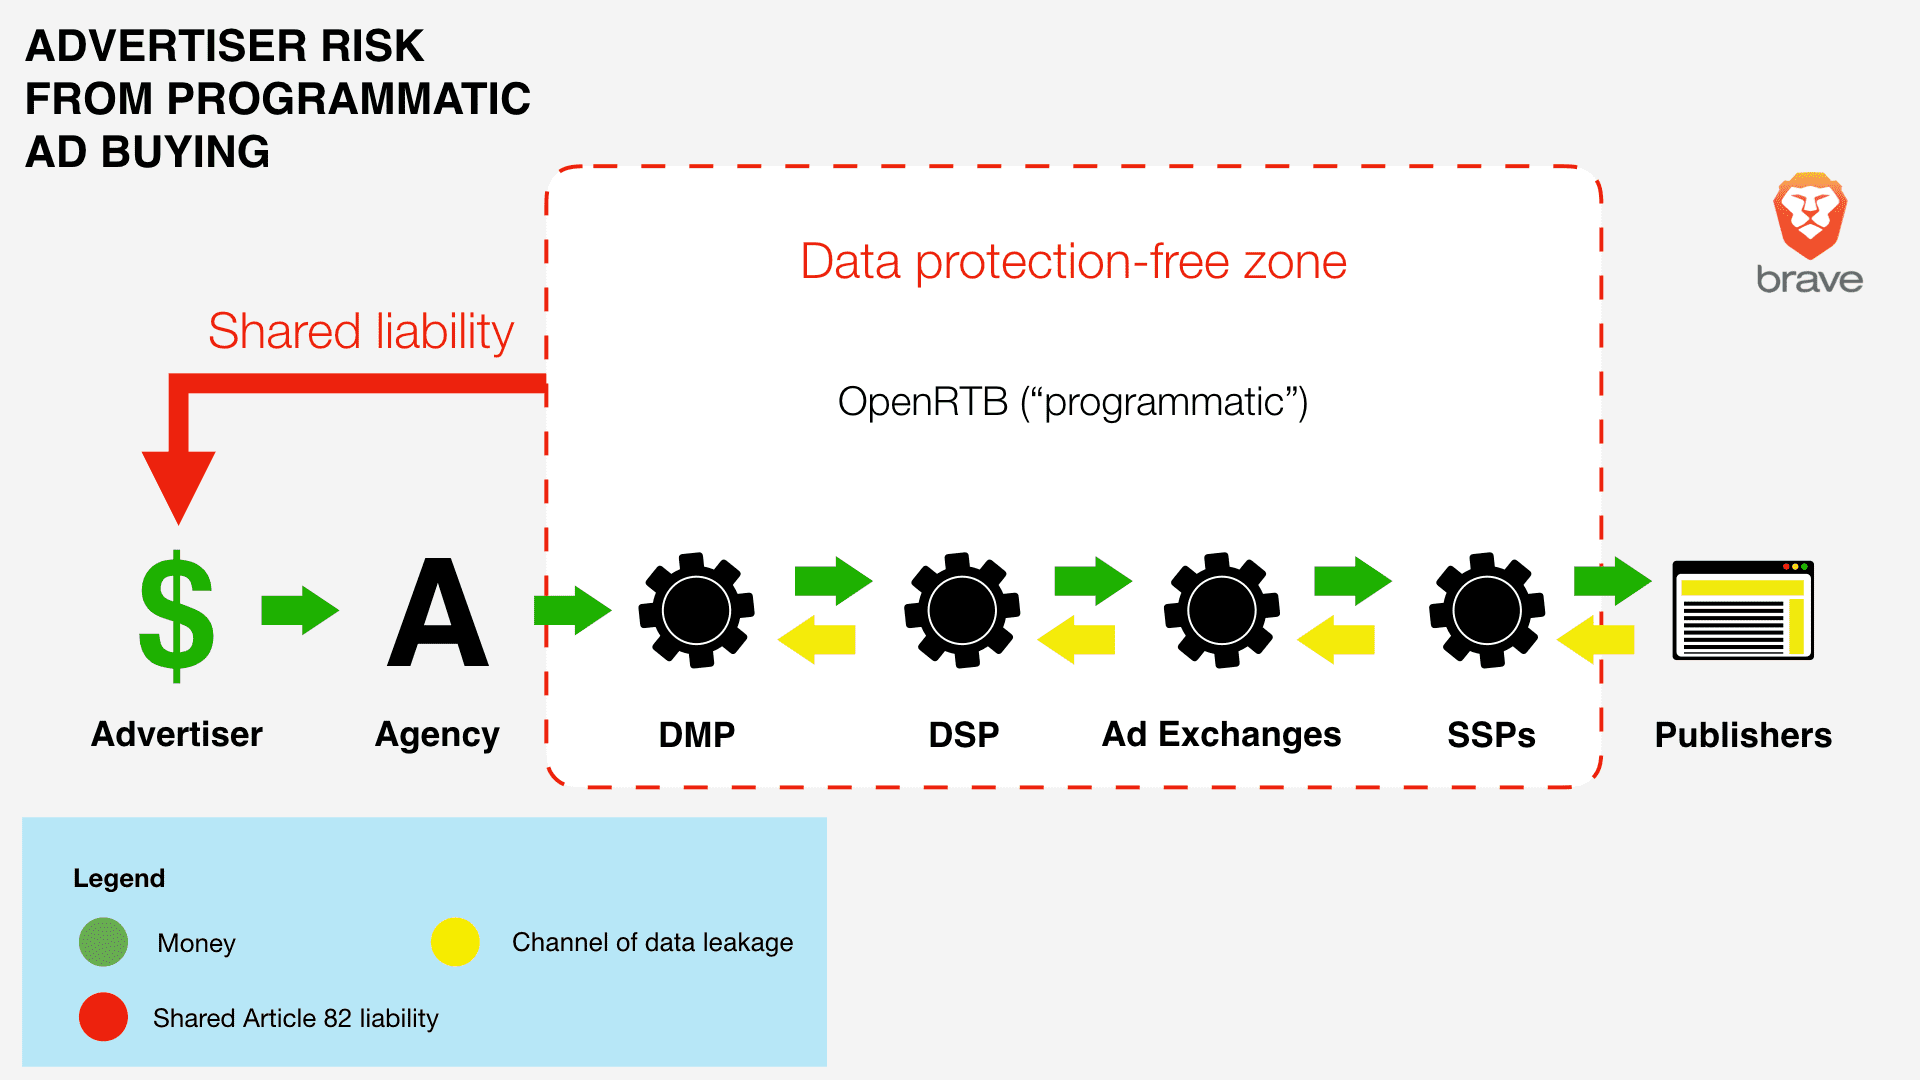 ADVERTISER RISK
FROM PROGRAMMATIC
AD BUYING
Data protection-free zone
brave
Shared liability
OpenRTB (“programmatic”)
$
A
Advertiser
Agency
DMP
DSP
Ad Exchanges
SSPs
Publishers
Legend
Money
Channel of data leakage
Shared Article 82 liability